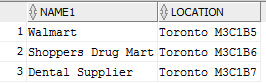 NAME1 LOCATION
1 Walmart Toronto M3C1B5
2 Shoppers Drug Mart Toronto M3C1B6
3 Dental Supplier Toronto M3C1B7